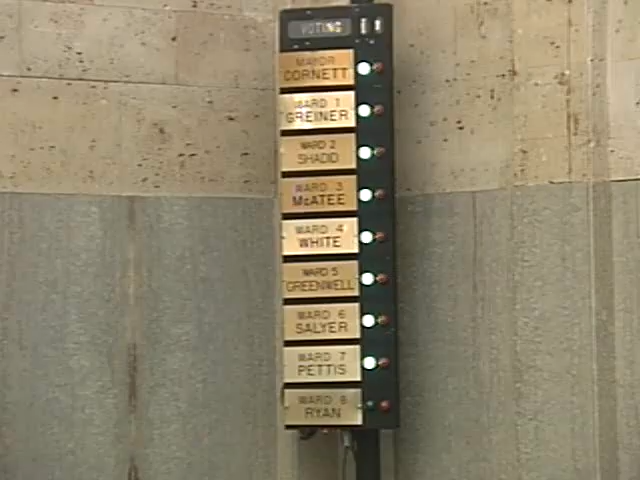 VOTING
MAYOR
CORNETT
WARD 1
GREINER
WARD 2
SHADID
WARD 3
McATEE
WARD 4
WHITE
WARD 5
GREENWELL
WARD 6
SALYER
WARD 7
PETTIS
WARD 8
RYAN